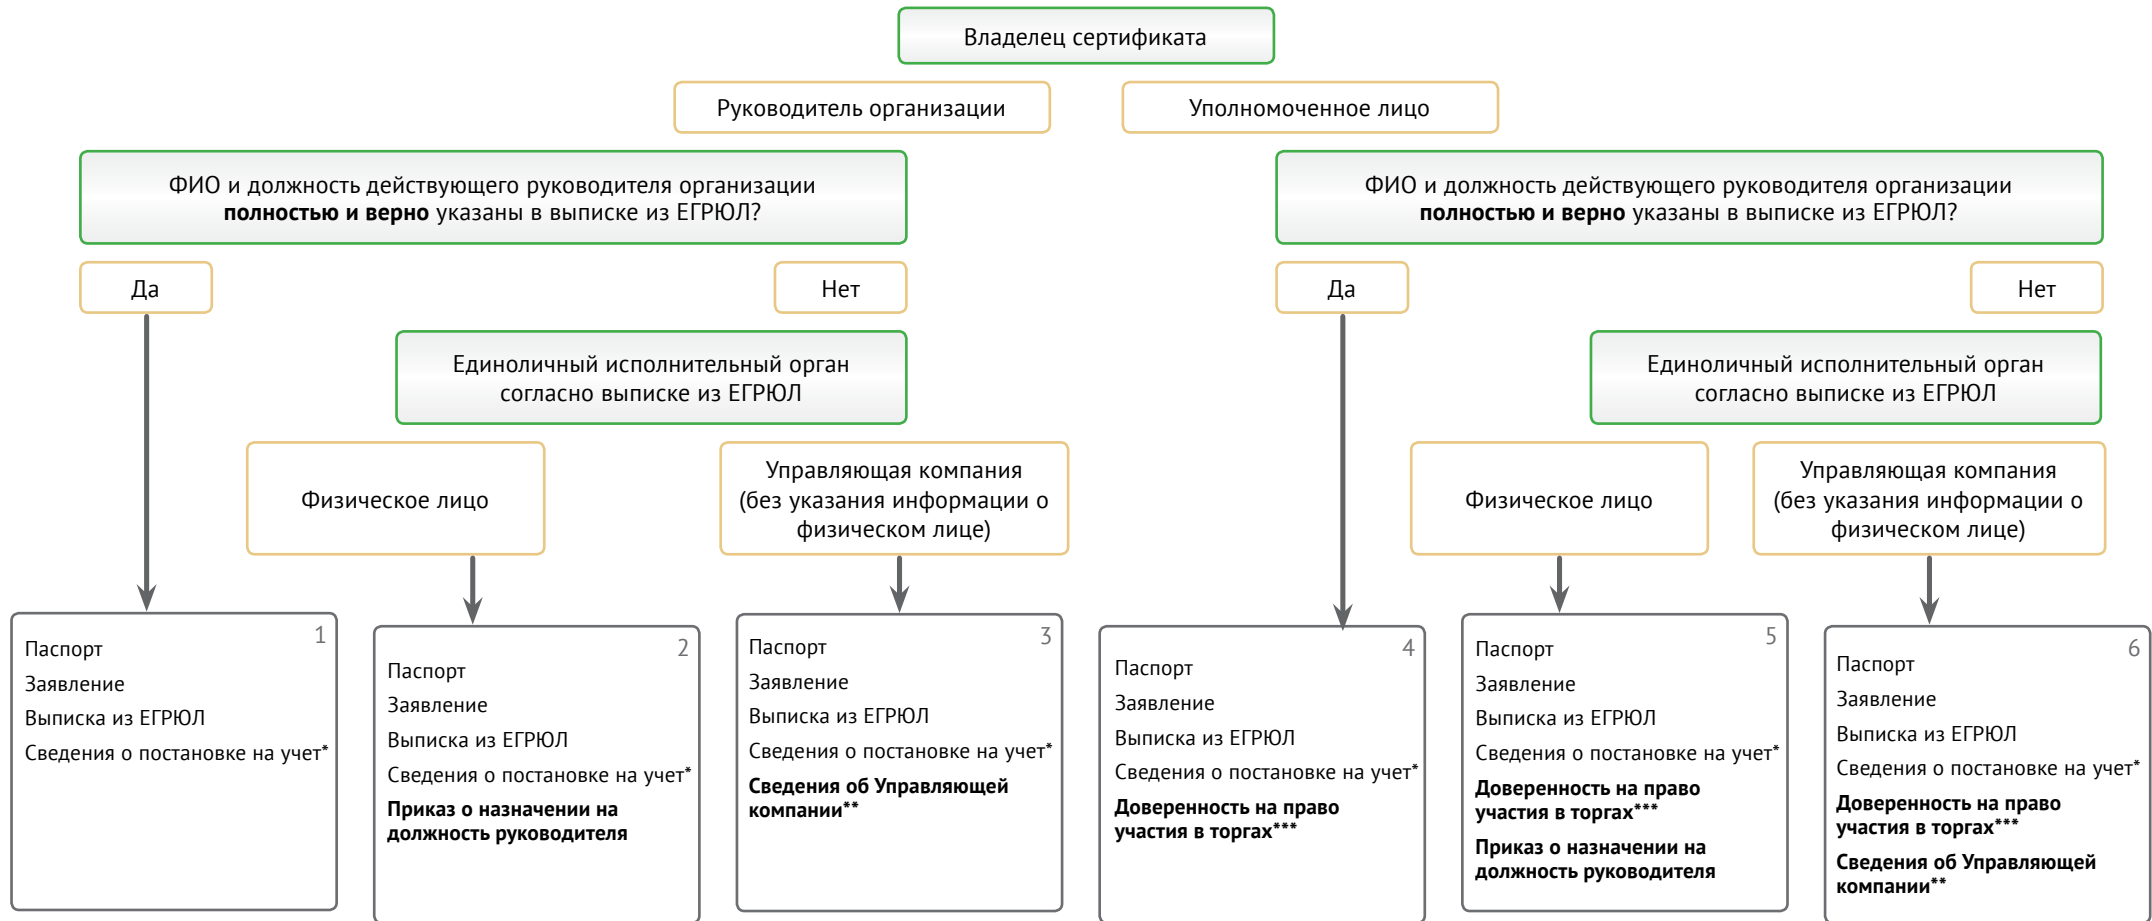 Владелец сертификата
Руководитель организации
Уполномоченное лицо
ФИО и должность действующего руководителя организации
полностью и верно указаны в выписке из ЕГРЮЛ?
ФИО и должность действующего руководителя организации
полностью и верно указаны в выписке из ЕГРЮЛ?
Да
Нет
Да
Нет
Единоличный исполнительный орган
согласно выписке из ЕГРЮЛ
Единоличный исполнительный орган
согласно выписке из ЕГРЮЛ
Физическое лицо
Управляющая компания
(без указания информации о
физическом лице)
Физическое лицо
Управляющая компания
(без указания информации о
физическом лице)
1
Паспорт
Заявление
Выписка из ЕГРЮЛ
Сведения о постановке на учет*
2
Паспорт
Заявление
Выписка из ЕГРЮЛ
Сведения о постановке на учет*
Приказ о назначении на
должность руководителя
3
Паспорт
Заявление
Выписка из ЕГРЮЛ
Сведения о постановке на учет*
Сведения об Управляющей
компании**
4
Паспорт
Заявление
Выписка из ЕГРЮЛ
Сведения о постановке на учет*
Доверенность на право
участия в торгах***
5
Паспорт
Заявление
Выписка из ЕГРЮЛ
Сведения о постановке на учет*
Доверенность на право
участия в торгах***
Приказ о назначении на
должность руководителя
6
Паспорт
Заявление
Выписка из ЕГРЮЛ
Сведения о постановке на учет*
Доверенность на право
участия в торгах***
Сведения об Управляющей
компании**